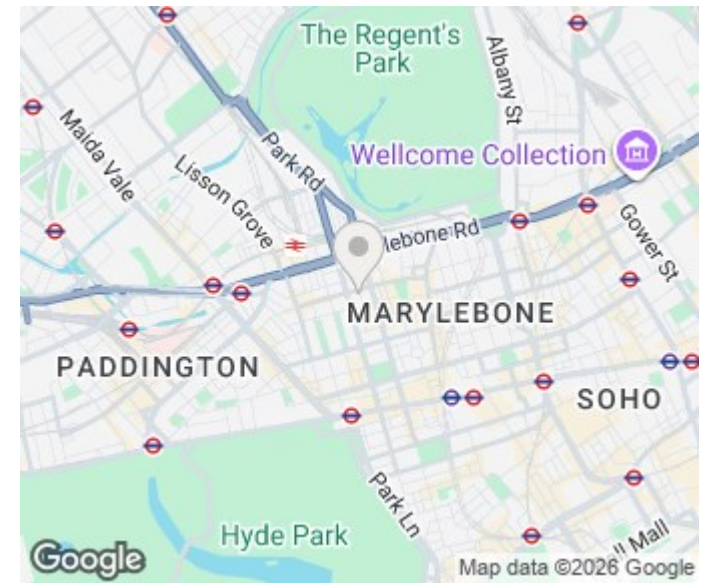 The Regent's
Park
Albany St
Maida Vale
Wellcome Collection
Park Rd
Lisson Grove
lebone Rd
Gower St
MARYLEBONE
PADDINGTON
SOHO
Park Ln
Hyde Park
ll Mall
Google
Map data ©2026 Google